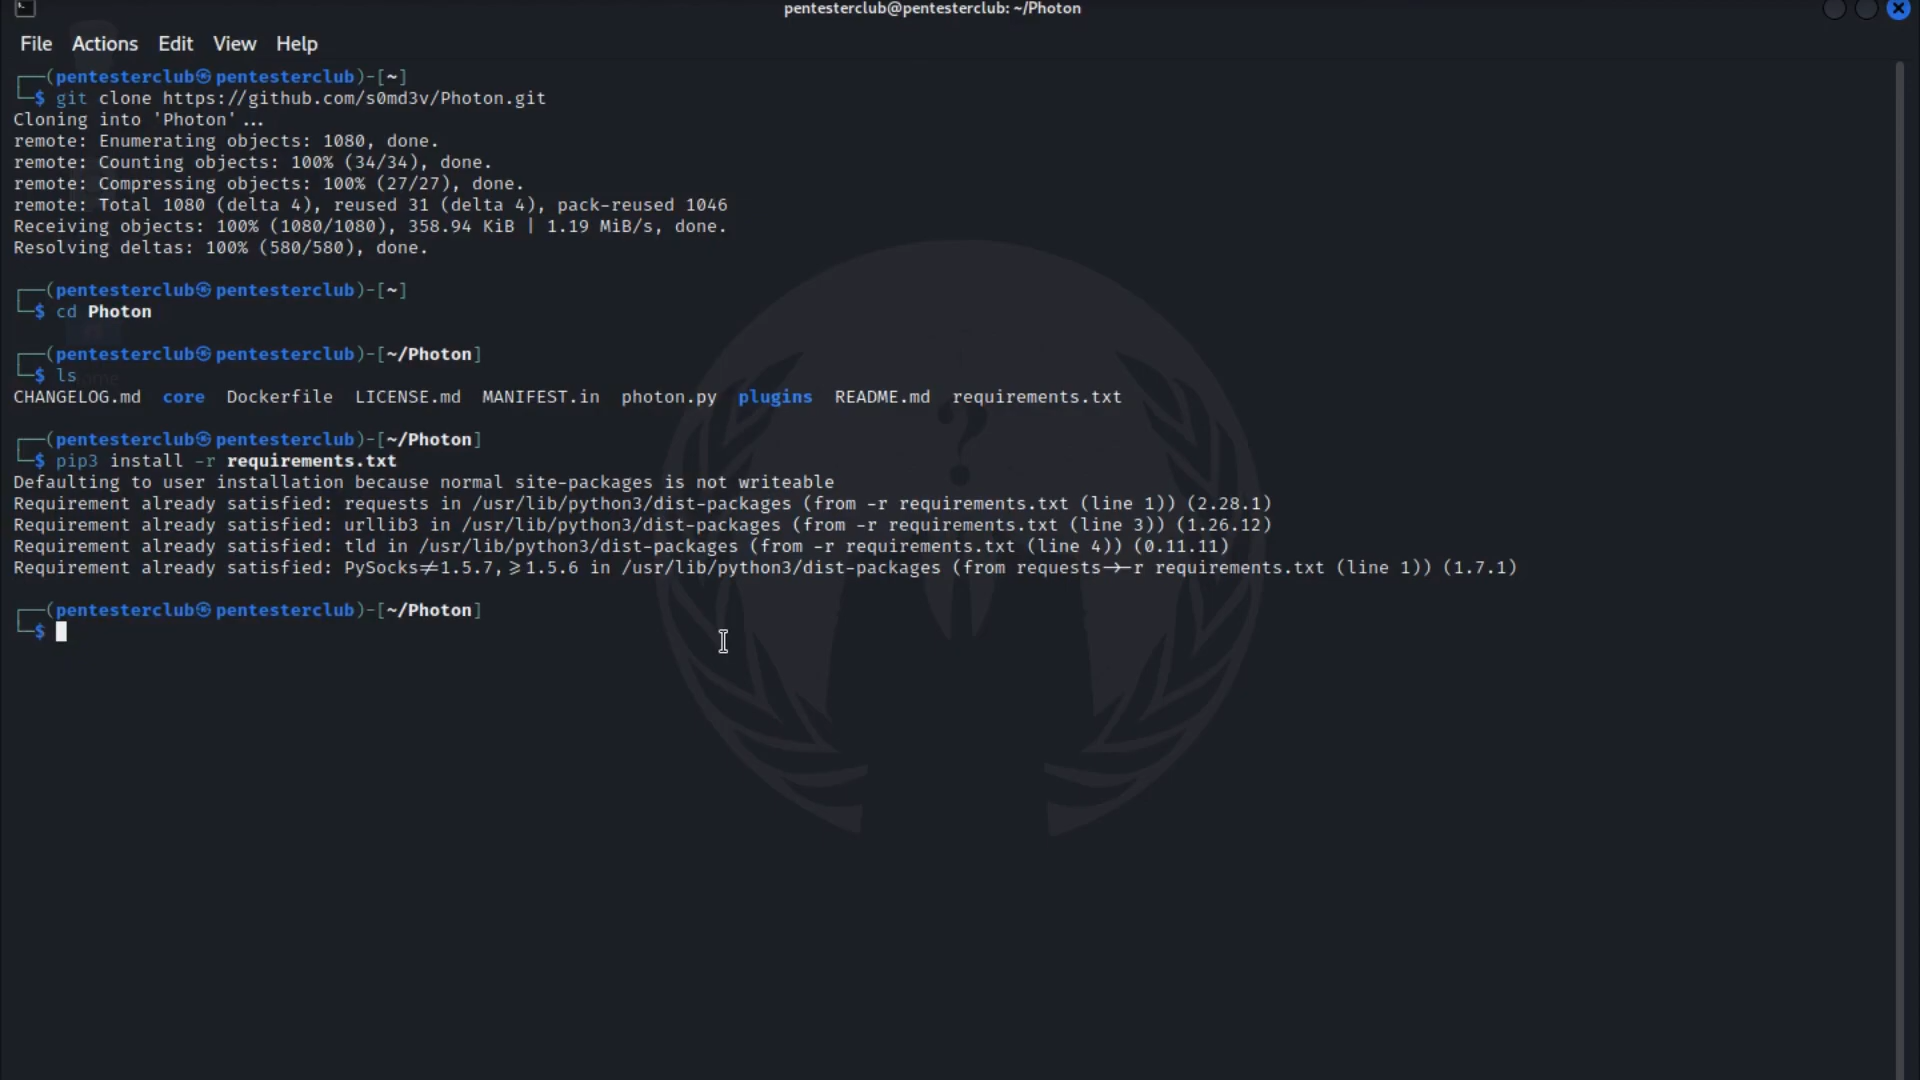 pentesterclub@pentesterclub: ~/Photon
File Actions Edit View Help
┌──(pentesterclub㉿pentesterclub)-[~]
└─$ git clone https://github.com/s0md3v/Photon.git
Cloning into 'Photon'...
remote: Enumerating objects: 1080, done.
remote: Counting objects: 100% (34/34), done.
remote: Compressing objects: 100% (27/27), done.
remote: Total 1080 (delta 4), reused 31 (delta 4), pack-reused 1046
Receiving objects: 100% (1080/1080), 358.94 KiB | 1.19 MiB/s, done.
Resolving deltas: 100% (580/580), done.
┌──(pentesterclub㉿pentesterclub)-[~]
└─$ cd Photon
┌──(pentesterclub㉿pentesterclub)-[~/Photon]
└─$ ls
CHANGELOG.md core Dockerfile LICENSE.md MANIFEST.in photon.py plugins README.md requirements.txt
┌──(pentesterclub㉿pentesterclub)-[~/Photon]
└─$ pip3 install -r requirements.txt
Defaulting to user installation because normal site-packages is not writeable
Requirement already satisfied: requests in /usr/lib/python3/dist-packages (from -r requirements.txt (line 1)) (2.28.1)
Requirement already satisfied: urllib3 in /usr/lib/python3/dist-packages (from -r requirements.txt (line 3)) (1.26.12)
Requirement already satisfied: tld in /usr/lib/python3/dist-packages (from -r requirements.txt (line 4)) (0.11.11)
Requirement already satisfied: PySocks!=1.5.7,>=1.5.6 in /usr/lib/python3/dist-packages (from requests->-r requirements.txt (line 1)) (1.7.1)
┌──(pentesterclub㉿pentesterclub)-[~/Photon]
└─$